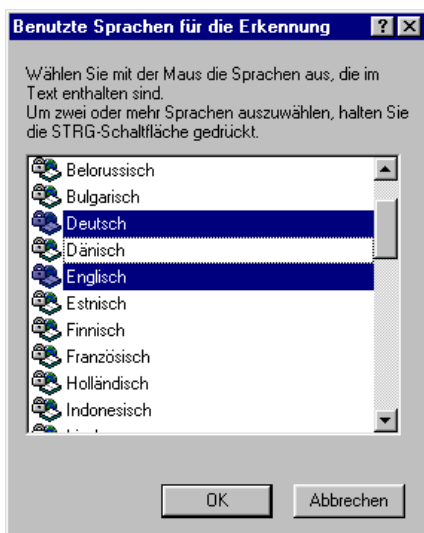 Benutzte Sprachen für die Erkennung
Wählen Sie mit der Maus die Sprachen aus, die im
Text enthalten sind.
Um zwei oder mehr Sprachen auszuwählen, halten Sie
die STRG-Schaltfläche gedrückt.
Belorussisch
Bulgarisch
Deutsch
Dänisch
Englisch
Estnisch
Finnisch
Französisch
Holländisch
Indonesisch
OK
Abbrechen